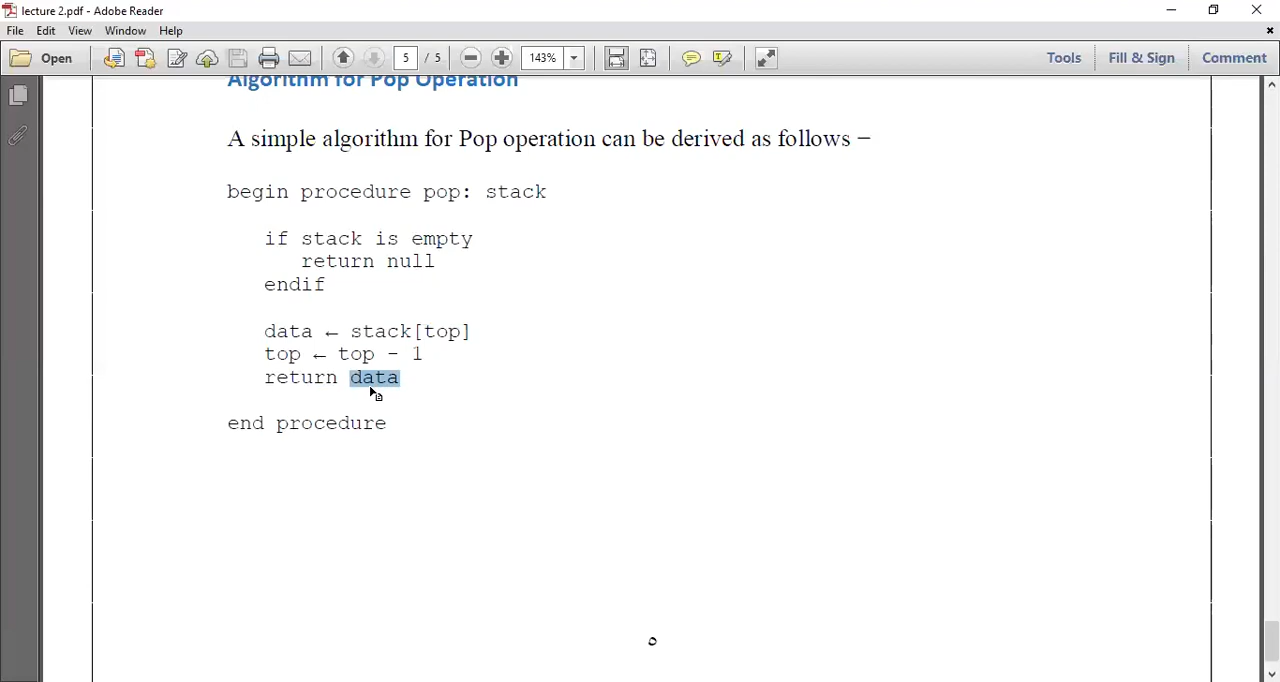 lecture 2.pdf - Adobe Reader
File Edit View Window Help
Open 5 / 5 143% Tools Fill & Sign Comment
Algorithm for Pop Operation
A simple algorithm for Pop operation can be derived as follows −
begin procedure pop: stack
if stack is empty
return null
endif
data ← stack[top]
top ← top - 1
return data
end procedure
٥